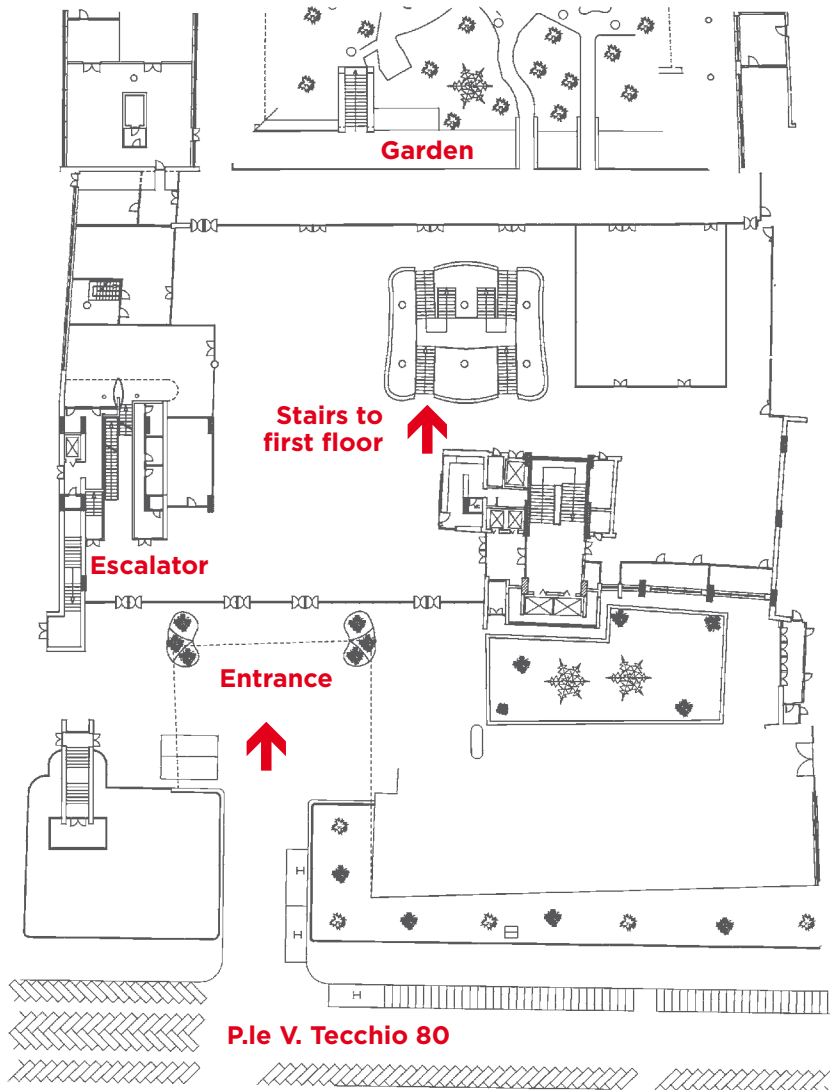 Garden
Stairs to
first floor
Escalator
Entrance
H
H
H
P.le V. Tecchio 80